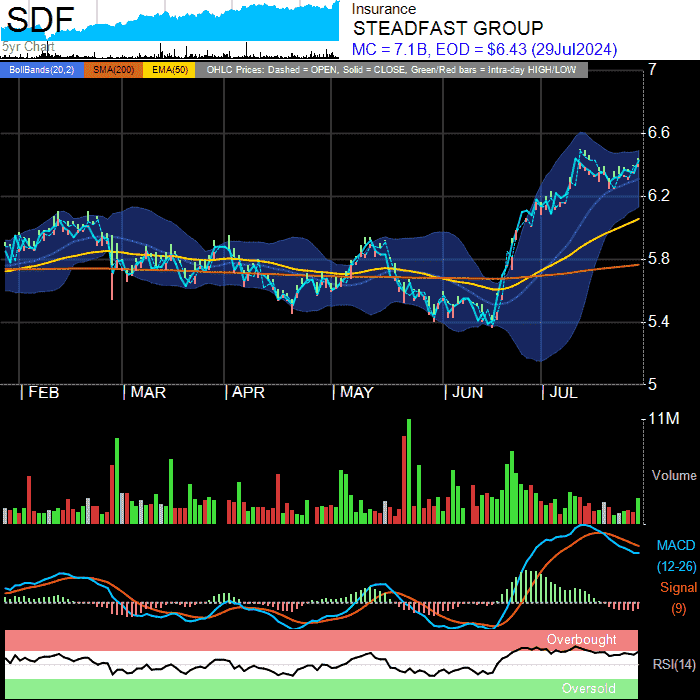 SDF
5yr Chart
Insurance
STEADFAST GROUP
MC = 7.1B, EOD = $6.43 (29Jul2024)
BollBands(20,2) SMA(200) EMA(50) OHLC Prices: Dashed = OPEN, Solid = CLOSE, Green/Red bars = Intra-day HIGH/LOW
7
6.6
6.2
5.8
5.4
5
| FEB | MAR | APR | MAY | JUN | JUL
11M
Volume
MACD
(12-26)
Signal
(9)
Overbought
RSI(14)
Oversold